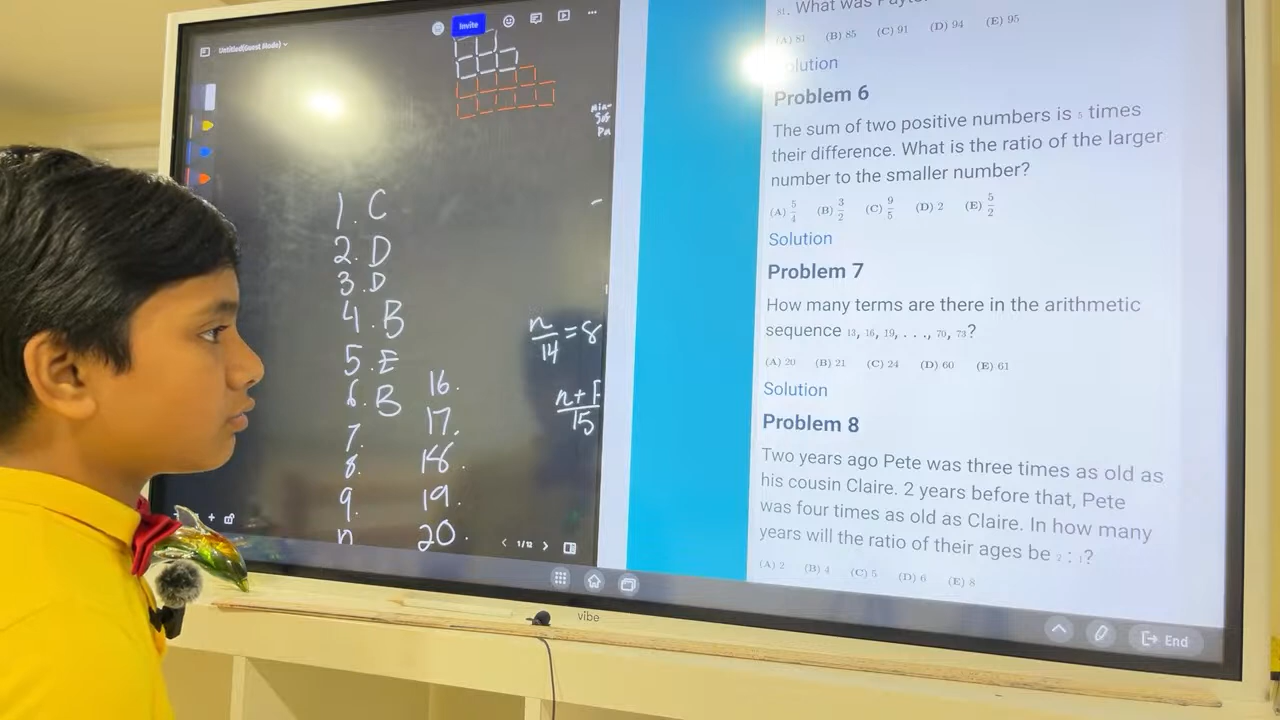 Untitled(Guest Mode)
Invite
1. C
2. D
3. D
4. B
5. E
6. B
7.
8.
9.
16.
17.
18.
19.
20.
n/14 = 8
n+
15
1/12
81. What was
(A) 81 (B) 85 (C) 91 (D) 94 (E) 95
Solution
Problem 6
The sum of two positive numbers is 5 times
their difference. What is the ratio of the larger
number to the smaller number?
(A) 5/4 (B) 3/2 (C) 9/5 (D) 2 (E) 5/2
Solution
Problem 7
How many terms are there in the arithmetic
sequence 13, 16, 19, . . ., 70, 73?
(A) 20 (B) 21 (C) 24 (D) 60 (E) 61
Solution
Problem 8
Two years ago Pete was three times as old as
his cousin Claire. 2 years before that, Pete
was four times as old as Claire. In how many
years will the ratio of their ages be 2 : 1?
(A) 2 (B) 4 (C) 5 (D) 6 (E) 8
End
vibe